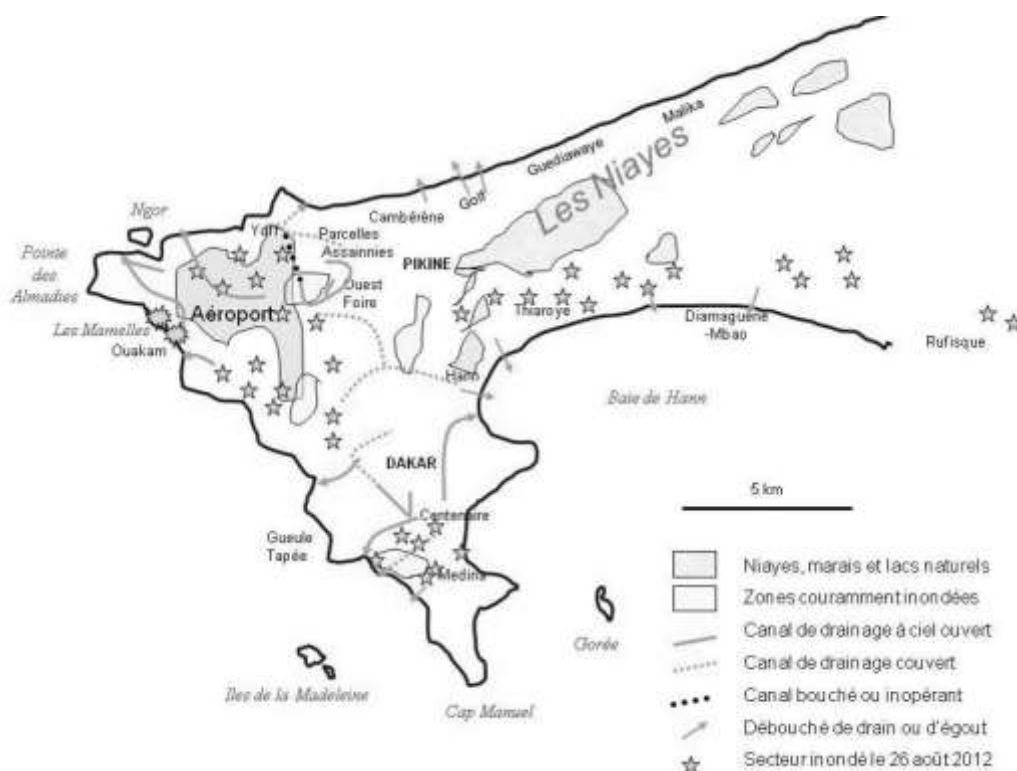 Malika
Guediawaye
Les Niayes
Golf
Cambérène
Ngor
Yoff
Parcelles
Assainnies
PIKINE
Pointe
des
Almadies
Ouest
Foire
Aéroport
Thiaroye
Les Mamelles
Ouakam
Diamaguène
-Mbao
Rufisque
Hann
Baie de Hann
DAKAR
5 km
Centenaire
Gueule
Tapée
Medina
Gorée
Iles de la Madeleine
Cap Manuel
Niayes, marais et lacs naturels
Zones couramment inondées
Canal de drainage à ciel ouvert
Canal de drainage couvert
Canal bouché ou inopérant
Débouché de drain ou d'égout
Secteur inondé le 26 août 2012